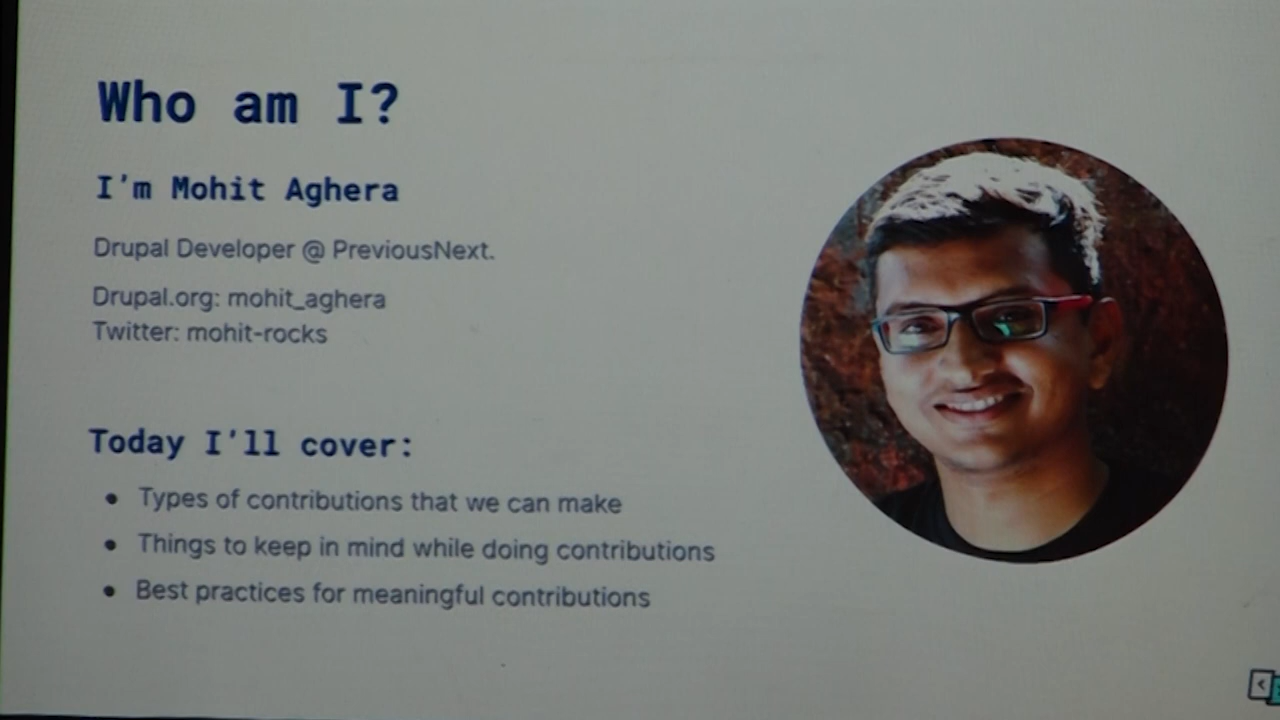 Who am I?
I'm Mohit Aghera
Drupal Developer @ PreviousNext.
Drupal.org: mohit_aghera
Twitter: mohit-rocks
Today I'll cover:
● Types of contributions that we can make
● Things to keep in mind while doing contributions
● Best practices for meaningful contributions